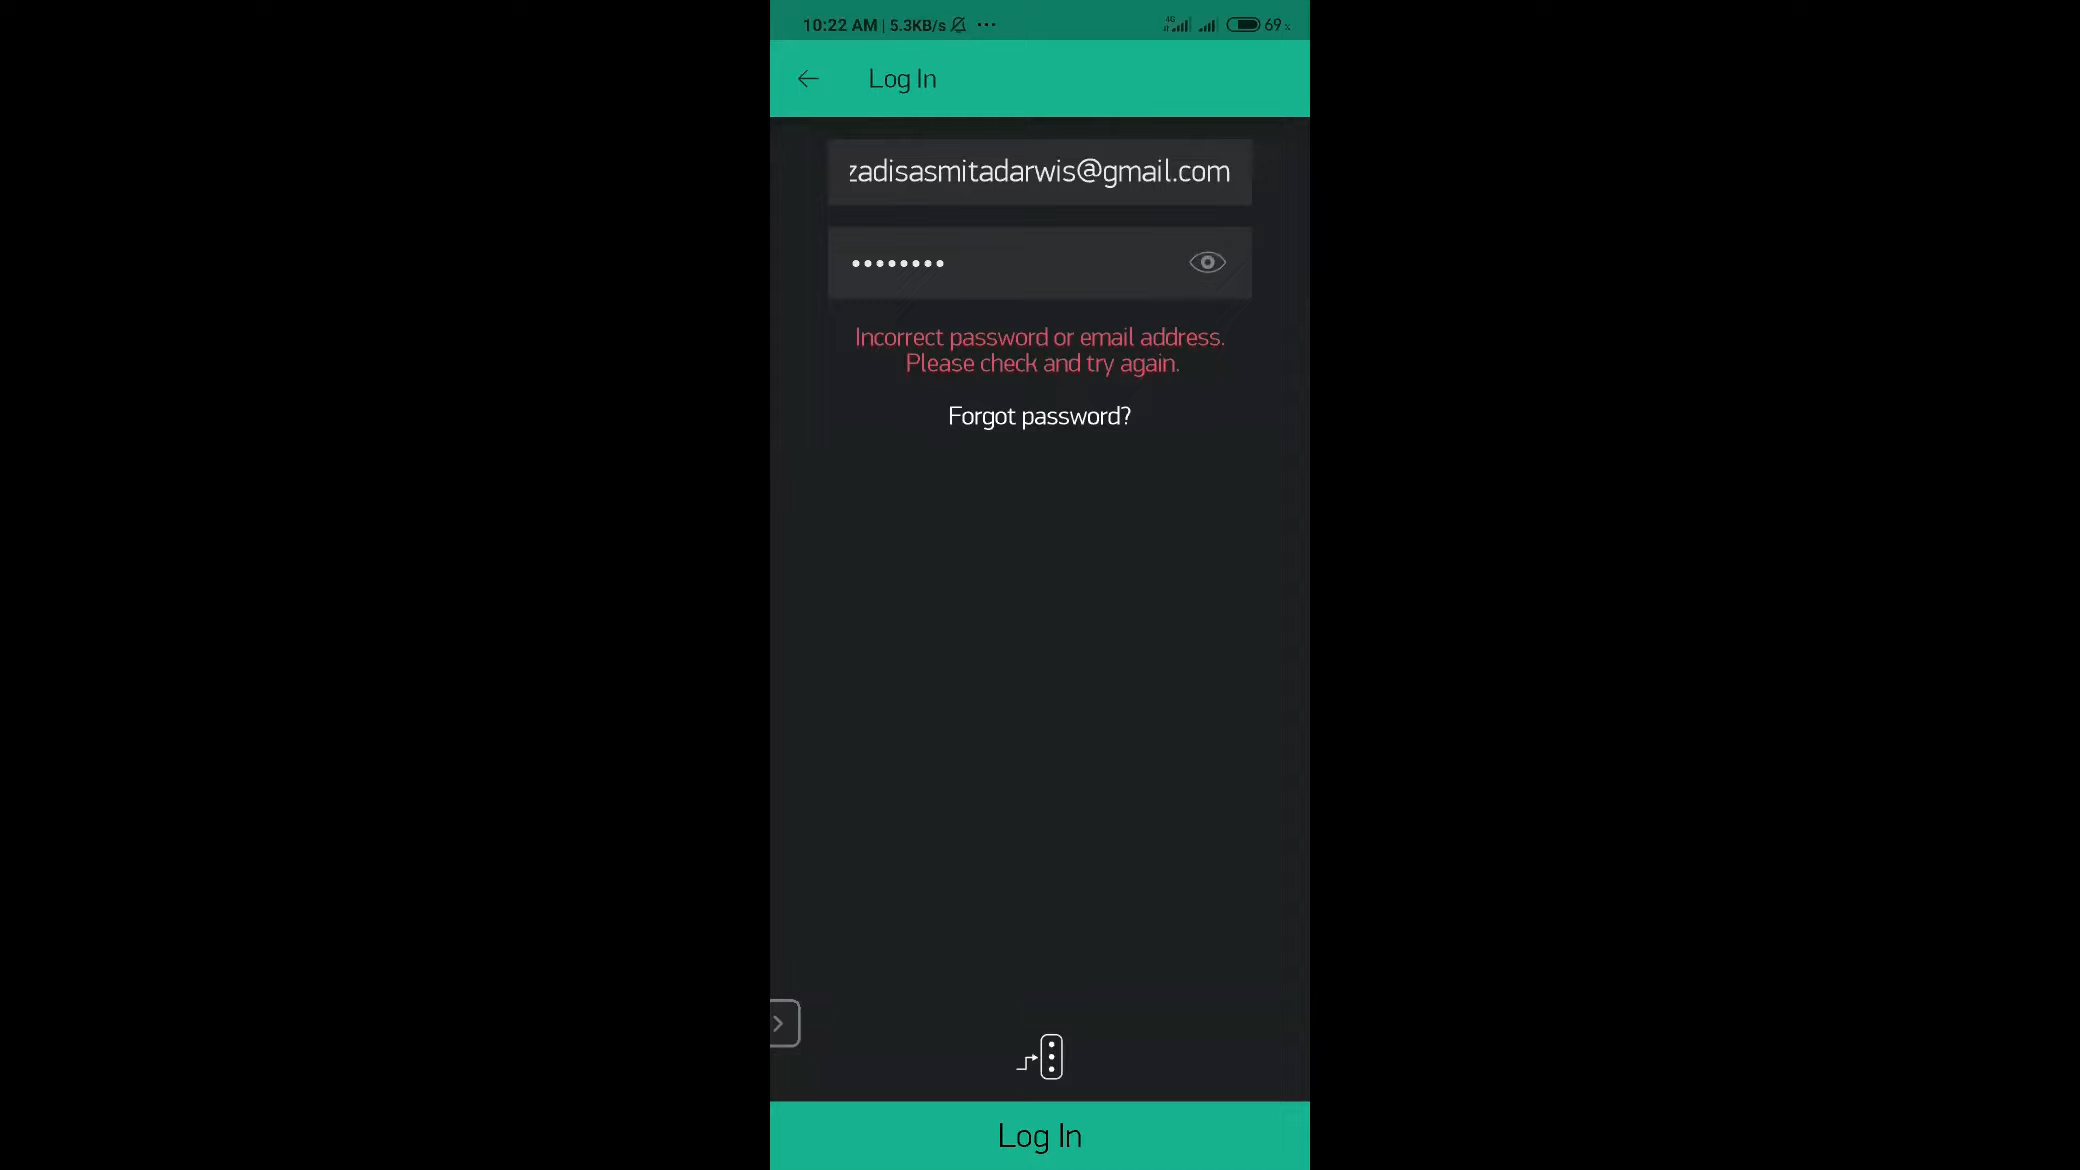 10:22 AM | 5.3KB/s ... 4G 69
Log In
zadisasmitadarwis@gmail.com
••••••••
Incorrect password or email address.
Please check and try again.
Forgot password?
Log In